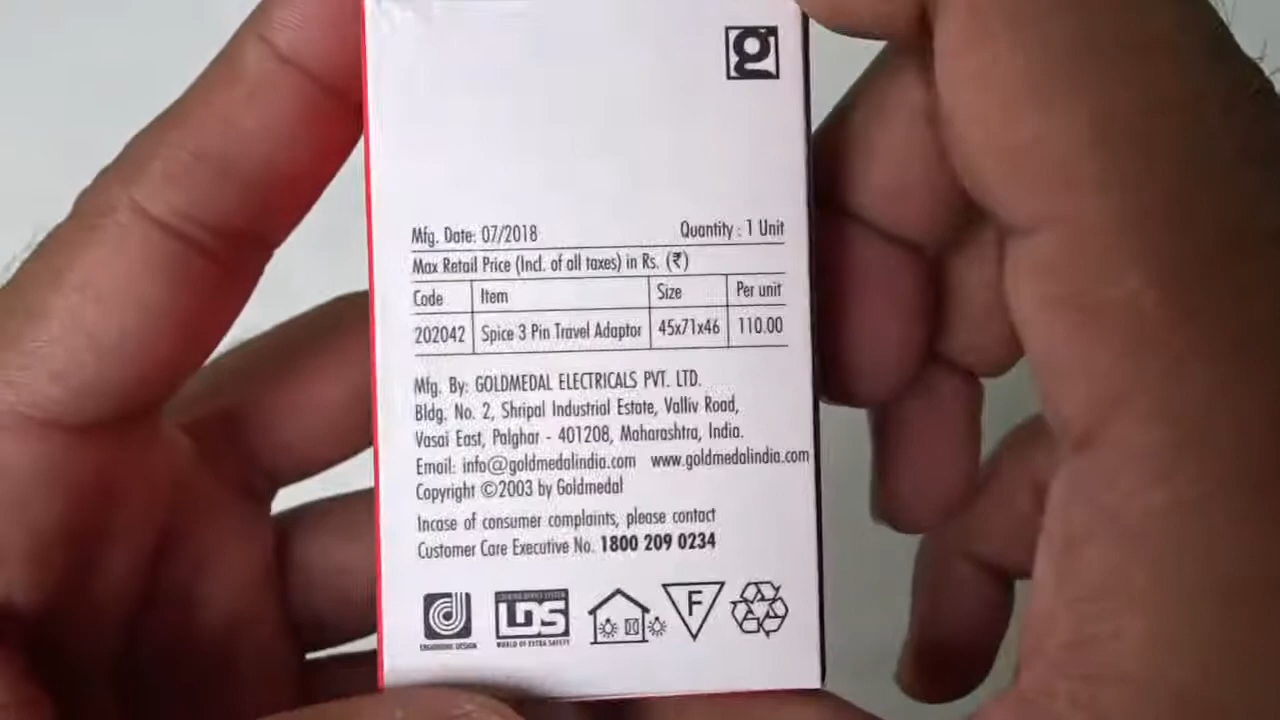 g
Mfg. Date: 07/2018 Quantity : 1 Unit
Max Retail Price (Incl. of all taxes) in Rs. (₹)
Code Item Size Per unit
202042 Spice 3 Pin Travel Adaptor 45x71x46 110.00
Mfg. By: GOLDMEDAL ELECTRICALS PVT. LTD.
Bldg. No. 2, Shripal Industrial Estate, Valliv Road,
Vasai East, Palghar - 401208, Maharashtra, India.
Email: info@goldmedalindia.com www.goldmedalindia.com
Copyright ©2003 by Goldmedal
Incase of consumer complaints, please contact
Customer Care Executive No. 1800 209 0234
LDS F
ERGONOMIC DESIGN WORLD OF EXTRA SAFETY